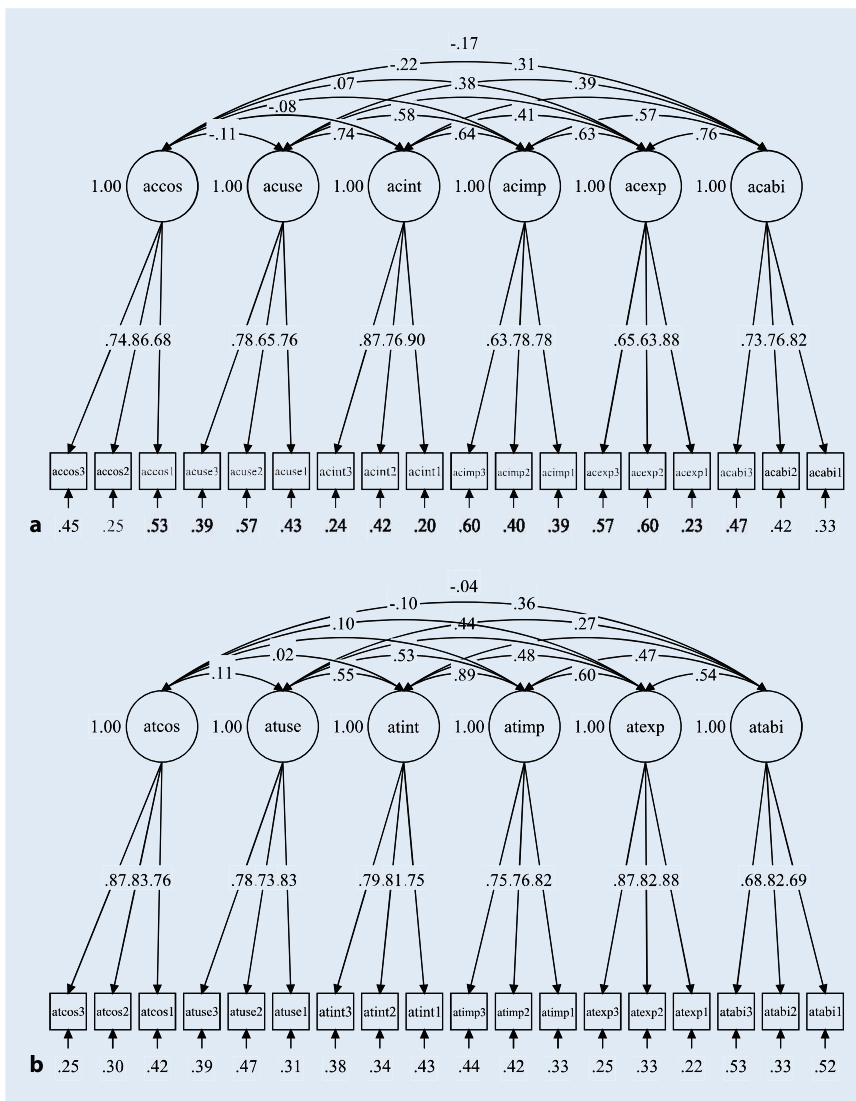 -.17
-.22 .31
.07 .38 .39
-.08 .58 .41 .57
-.11 .74 .64 .63 .76
1.00 accos 1.00 acuse 1.00 acint 1.00 acimp 1.00 acexp 1.00 acabi
.74.86.68 .78.65.76 .87.76.90 .63.78.78 .65.63.88 .73.76.82
accos3 accos2 accos1 acuse3 acuse2 acuse1 acint3 acint2 acint1 acimp3 acimp2 acimp1 acexp3 acexp2 acexp1 acabi3 acabi2 acabi1
a .45 .25 .53 .39 .57 .43 .24 .42 .20 .60 .40 .39 .57 .60 .23 .47 .42 .33
-.04
-.10 .36
.10 .44 .27
.02 .53 .48 .47
.11 .55 .89 .60 .54
1.00 atcos 1.00 atuse 1.00 atint 1.00 atimp 1.00 atexp 1.00 atabi
.87.83.76 .78.73.83 .79.81.75 .75.76.82 .87.82.88 .68.82.69
atcos3 atcos2 atcos1 atuse3 atuse2 atuse1 atint3 atint2 atint1 atimp3 atimp2 atimp1 atexp3 atexp2 atexp1 atabi3 atabi2 atabi1
b .25 .30 .42 .39 .47 .31 .38 .34 .43 .44 .42 .33 .25 .33 .22 .53 .33 .52